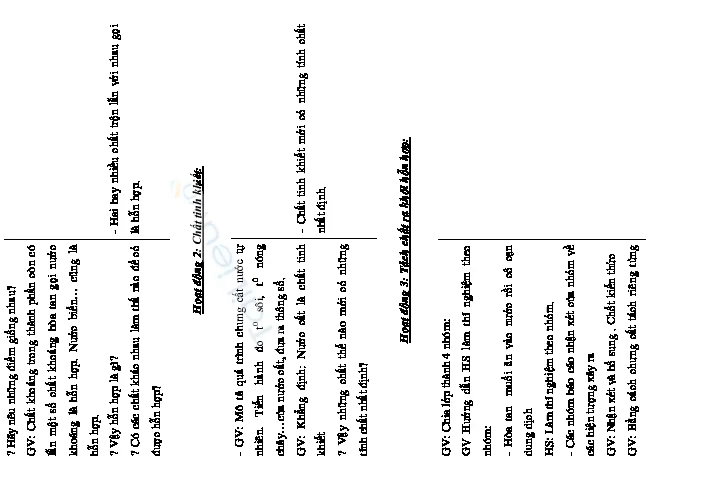 ? Hãy nêu những điểm giống nhau?
GV: Chất khoáng trong thành phần còn có
lẫn một số chất khoáng hòa tan gọi nước
khoáng là hỗn hợp. Nước biển... cũng là
hỗn hợp.
? Vậy hỗn hợp là gì?
? Có các chất khác nhau làm thế nào để có
được hỗn hợp?
- Hai hay nhiều chất trộn lẫn với nhau gọi
là hỗn hợp.
Hoạt động 2: Chất tinh khiết:
- GV: Mô tả quá trình chưng cất nước tự
nhiên. Tiến hành đo t⁰ sôi, t⁰ nóng
chảy...của nước cất, đưa ra thông số.
GV: Khẳng định: Nước cất là chất tinh
khiết
? Vậy những chất thế nào mới có những
tính chất nhất định?
- Chất tinh khiết mới có những tính chất
nhất định.
Hoạt động 3: Tách chất ra khỏi hỗn hợp:
GV: Chia lớp thành 4 nhóm:
GV Hướng dẫn HS làm thí nghiệm theo
nhóm:
- Hòa tan muối ăn vào nước rồi cô cạn
dung dịch
HS: Làm thí nghiệm theo nhóm.
- Các nhóm báo cáo nhận xét của nhóm về
các hiện tượng xảy ra
GV: Nhận xét và bổ sung. Chốt kiến thức
GV: Bằng cách chưng cất tách riêng từng